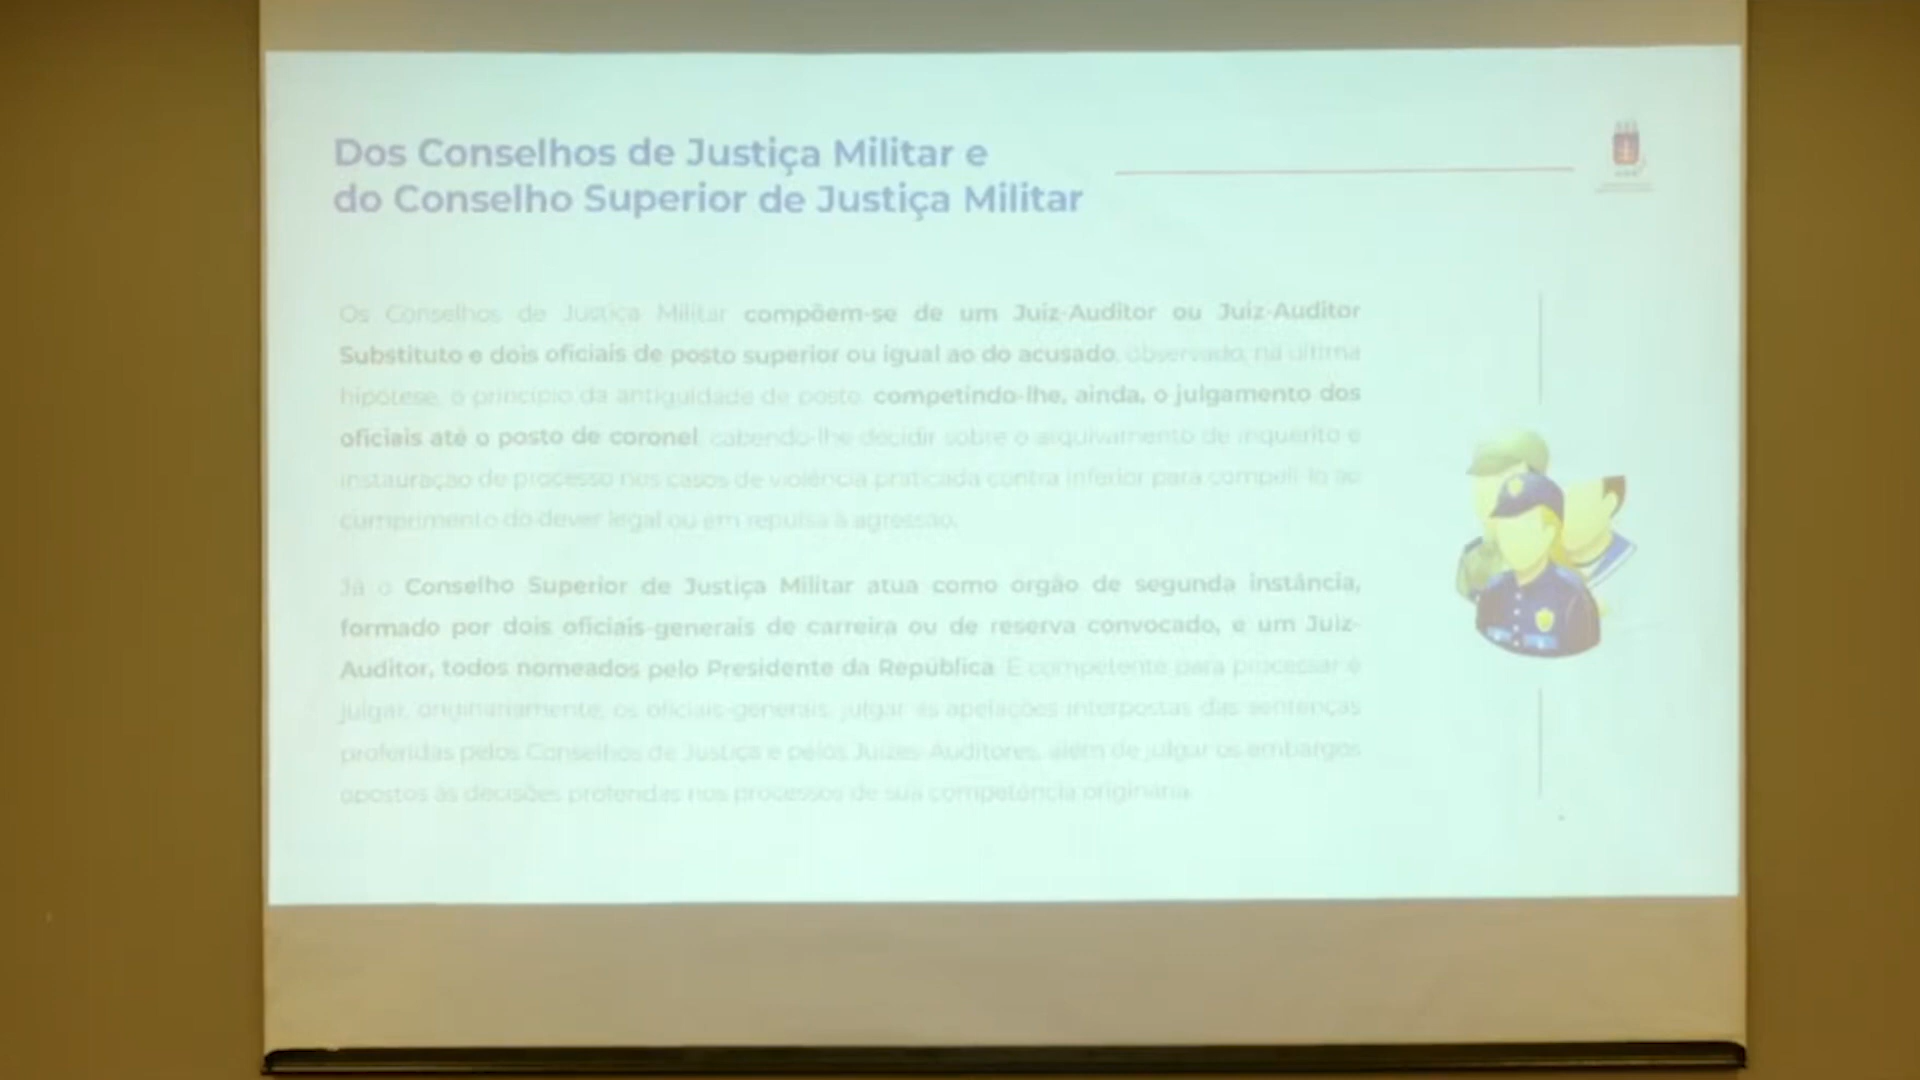 Dos Conselhos de Justiça Militar e
do Conselho Superior de Justiça Militar
Os Conselhos de Justiça Militar compõem-se de um Juiz-Auditor ou Juiz-Auditor
Substituto e dois oficiais de posto superior ou igual ao do acusado, observado, na última
hipótese, o princípio da antiguidade de posto, competindo-lhe, ainda, o julgamento dos
oficiais até o posto de coronel, cabendo-lhe decidir sobre o arquivamento de inquérito e
instauração de processo nos casos de violência praticada contra inferior para compeli-lo ao
cumprimento do dever legal ou em repulsa à agressão.
Já o Conselho Superior de Justiça Militar atua como órgão de segunda instância,
formado por dois oficiais-generais de carreira ou de reserva convocado, e um Juiz-
Auditor, todos nomeados pelo Presidente da República. É competente para processar e
julgar, originariamente, os oficiais-generais, julgar as apelações interpostas das sentenças
proferidas pelos Conselhos de Justiça e pelos Juízes-Auditores, além de julgar os embargos
opostos às decisões proferidas nos processos de sua competência originária.